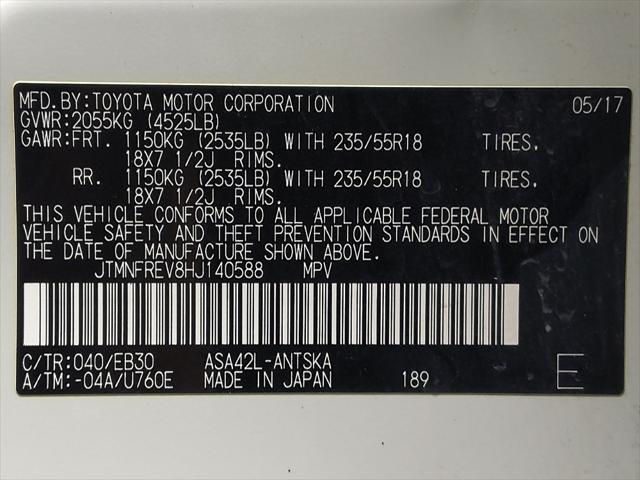 MFD.BY:TOYOTA MOTOR CORPORATION 05/17
GVWR:2055KG (4525LB)
GAWR:FRT. 1150KG (2535LB) WITH 235/55R18 TIRES,
18X7 1/2J RIMS.
RR. 1150KG (2535LB) WITH 235/55R18 TIRES,
18X7 1/2J RIMS.
THIS VEHICLE CONFORMS TO ALL APPLICABLE FEDERAL MOTOR
VEHICLE SAFETY AND THEFT PREVENTION STANDARDS IN EFFECT ON
THE DATE OF MANUFACTURE SHOWN ABOVE.
JTMNFREV8HJ140588 MPV
C/TR:040/EB30 ASA42L-ANTSKA
A/TM:-04A/U760E MADE IN JAPAN 189 E